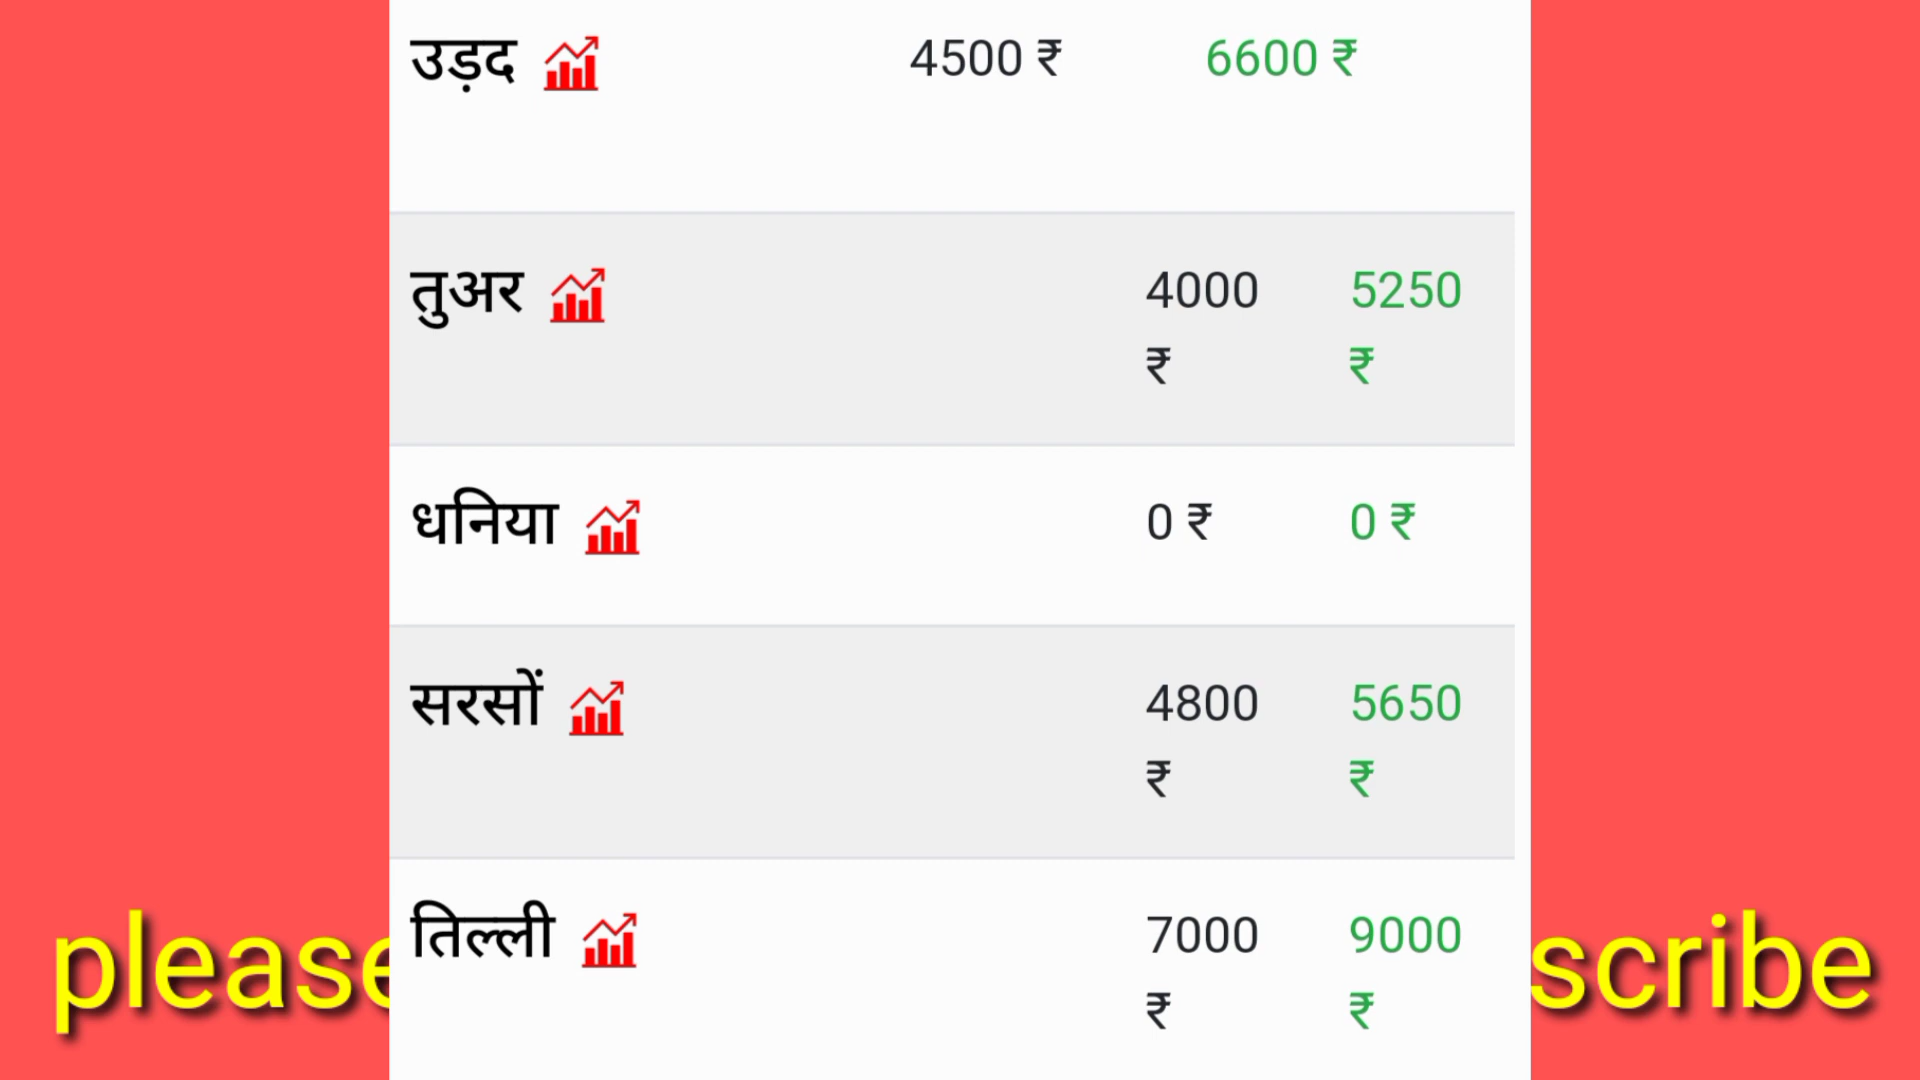 उड़द 4500 ₹ 6600 ₹
तुअर 4000 ₹ 5250 ₹
धनिया 0 ₹ 0 ₹
सरसों 4800 ₹ 5650 ₹
तिल्ली 7000 ₹ 9000 ₹
please scribe